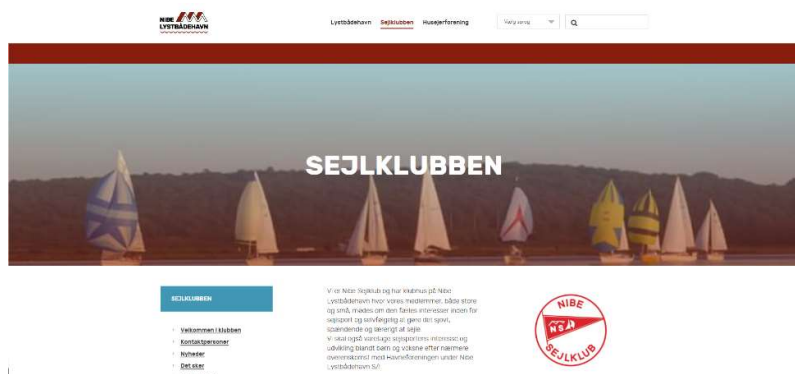 NIBE
LYSTBÅDEHAVN
Lystbådehavn Sejlklubben Husejerforening
Vælg sprog
SEJLKLUBBEN
SEJLKLUBBEN
Velkommen i klubben
Kontaktpersoner
Nyheder
Det sker
Vi er Nibe Sejlklub og har klubhus på Nibe
Lystbådehavn hvor vores medlemmer, både store
og små, mødes om den fælles interesser inden for
sejlsport og selvfølgelig at gøre det sjovt,
spændende og lærerigt at sejle
Vi skal også varetage sejlsportens interesse og
udvikling blandt børn og voksne efter nærmere
overenskomst med Havneforeningen under Nibe
Lystbådehavn S/I
NIBE
NSJ
SEJLKLUB